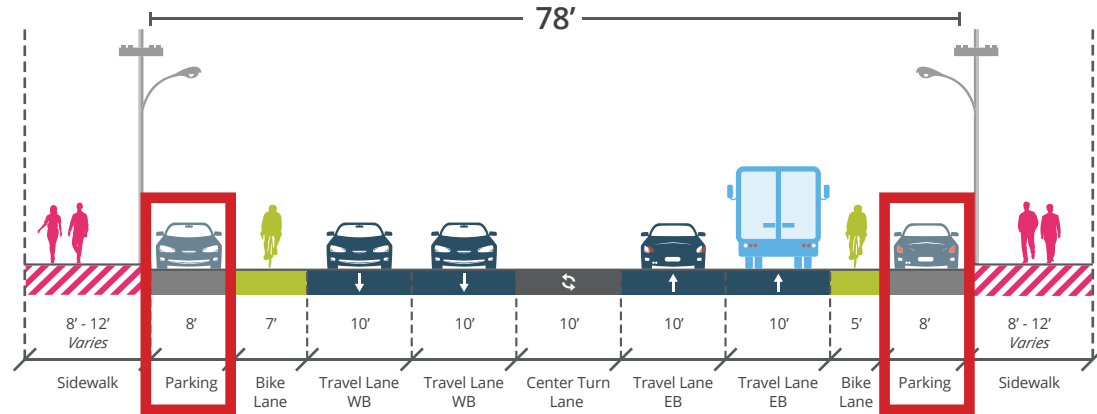 78’
8’ - 12’
Varies
8’
7’
10’
10’
10’
10’
10’
5’
8’
8’ - 12’
Varies
Sidewalk
Parking
Bike
Lane
Travel Lane
WB
Travel Lane
WB
Center Turn
Lane
Travel Lane
EB
Travel Lane
EB
Bike
Lane
Parking
Sidewalk